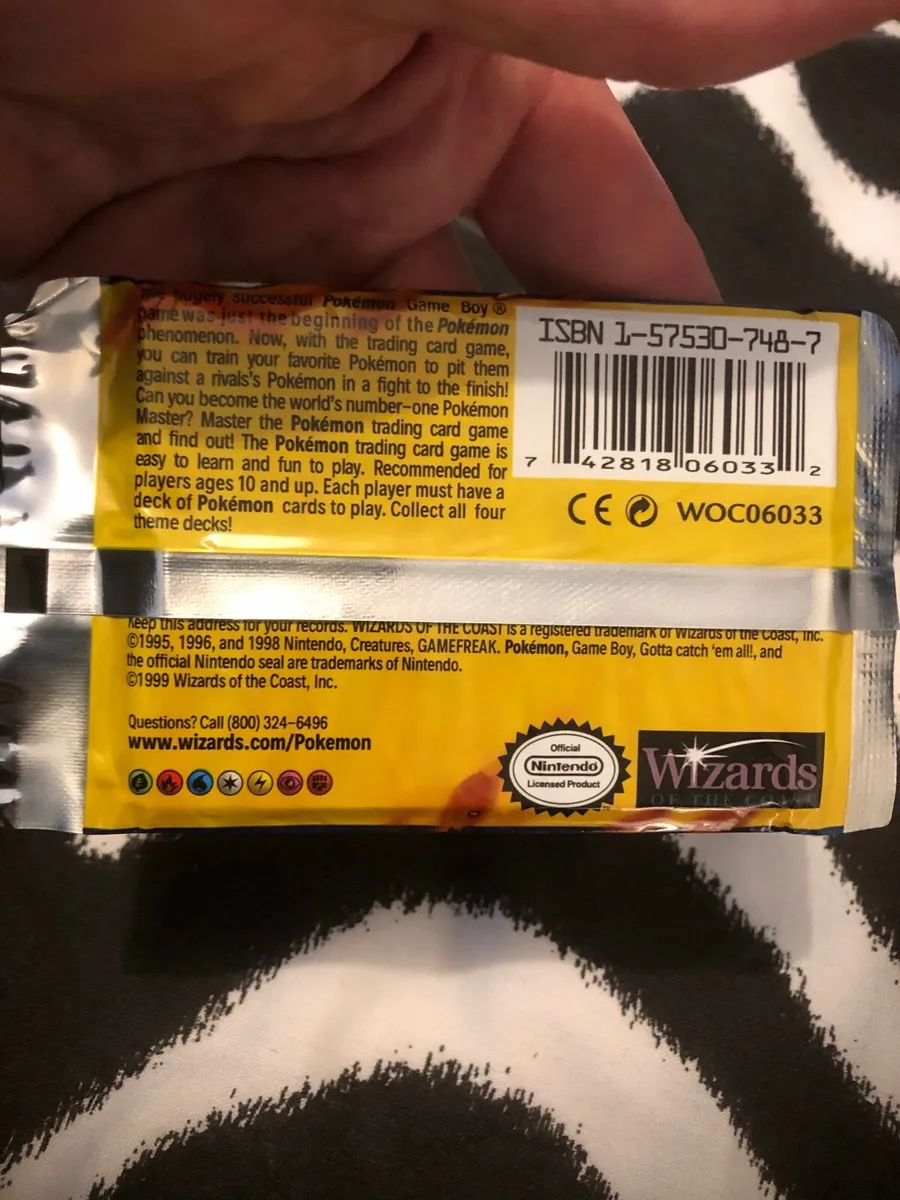 hugely successful Pokémon Game Boy®
game was just the beginning of the Pokémon
phenomenon. Now, with the trading card game,
you can train your favorite Pokémon to pit them
against a rivals's Pokémon in a fight to the finish!
Can you become the world's number-one Pokémon
Master? Master the Pokémon trading card game
and find out! The Pokémon trading card game is
easy to learn and fun to play. Recommended for
players ages 10 and up. Each player must have a
deck of Pokémon cards to play. Collect all four
theme decks!
ISBN 1-57530-748-7
7 42818 06033 2
CE WOC06033
Keep this address for your records. WIZARDS OF THE COAST is a registered trademark of Wizards of the Coast, Inc.
©1995, 1996, and 1998 Nintendo, Creatures, GAMEFREAK. Pokémon, Game Boy, Gotta catch 'em all!, and
the official Nintendo seal are trademarks of Nintendo.
©1999 Wizards of the Coast, Inc.
Questions? Call (800) 324-6496
www.wizards.com/Pokemon
Official
Nintendo
Licensed Product
TM
Wizards
OF THE COAST